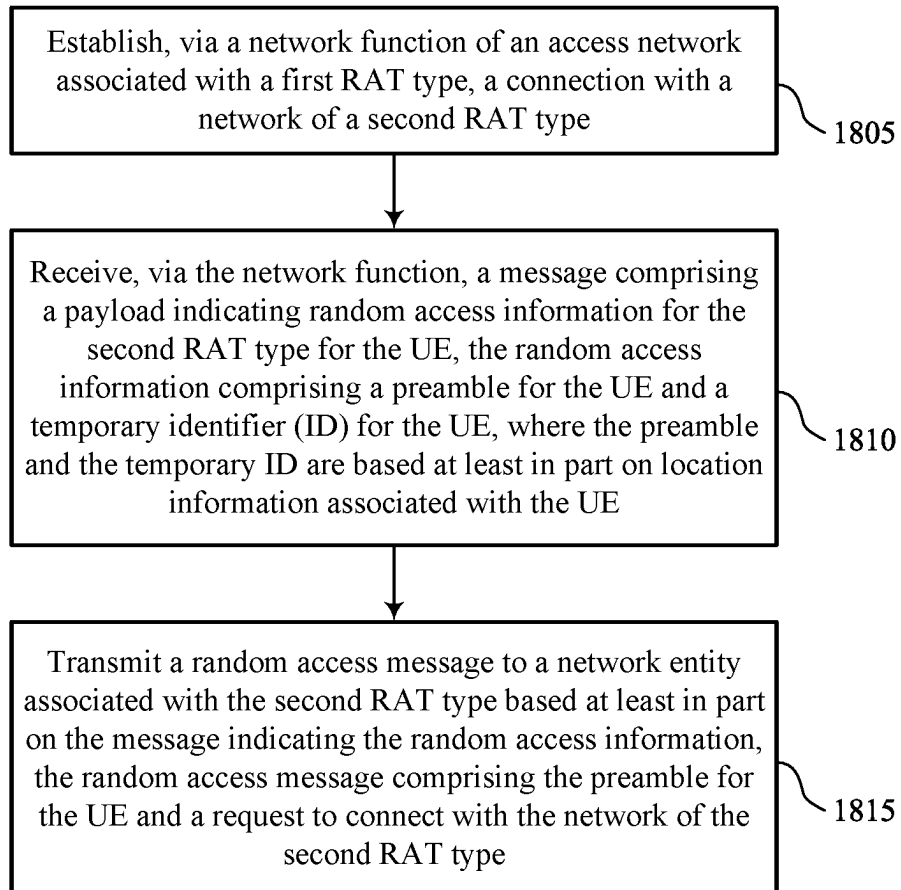 Establish, via a network function of an access network
associated with a first RAT type, a connection with a
network of a second RAT type
1805
Receive, via the network function, a message comprising
a payload indicating random access information for the
second RAT type for the UE, the random access
information comprising a preamble for the UE and a
temporary identifier (ID) for the UE, where the preamble
and the temporary ID are based at least in part on location
information associated with the UE
1810
Transmit a random access message to a network entity
associated with the second RAT type based at least in part
on the message indicating the random access information,
the random access message comprising the preamble for
the UE and a request to connect with the network of the
second RAT type
1815